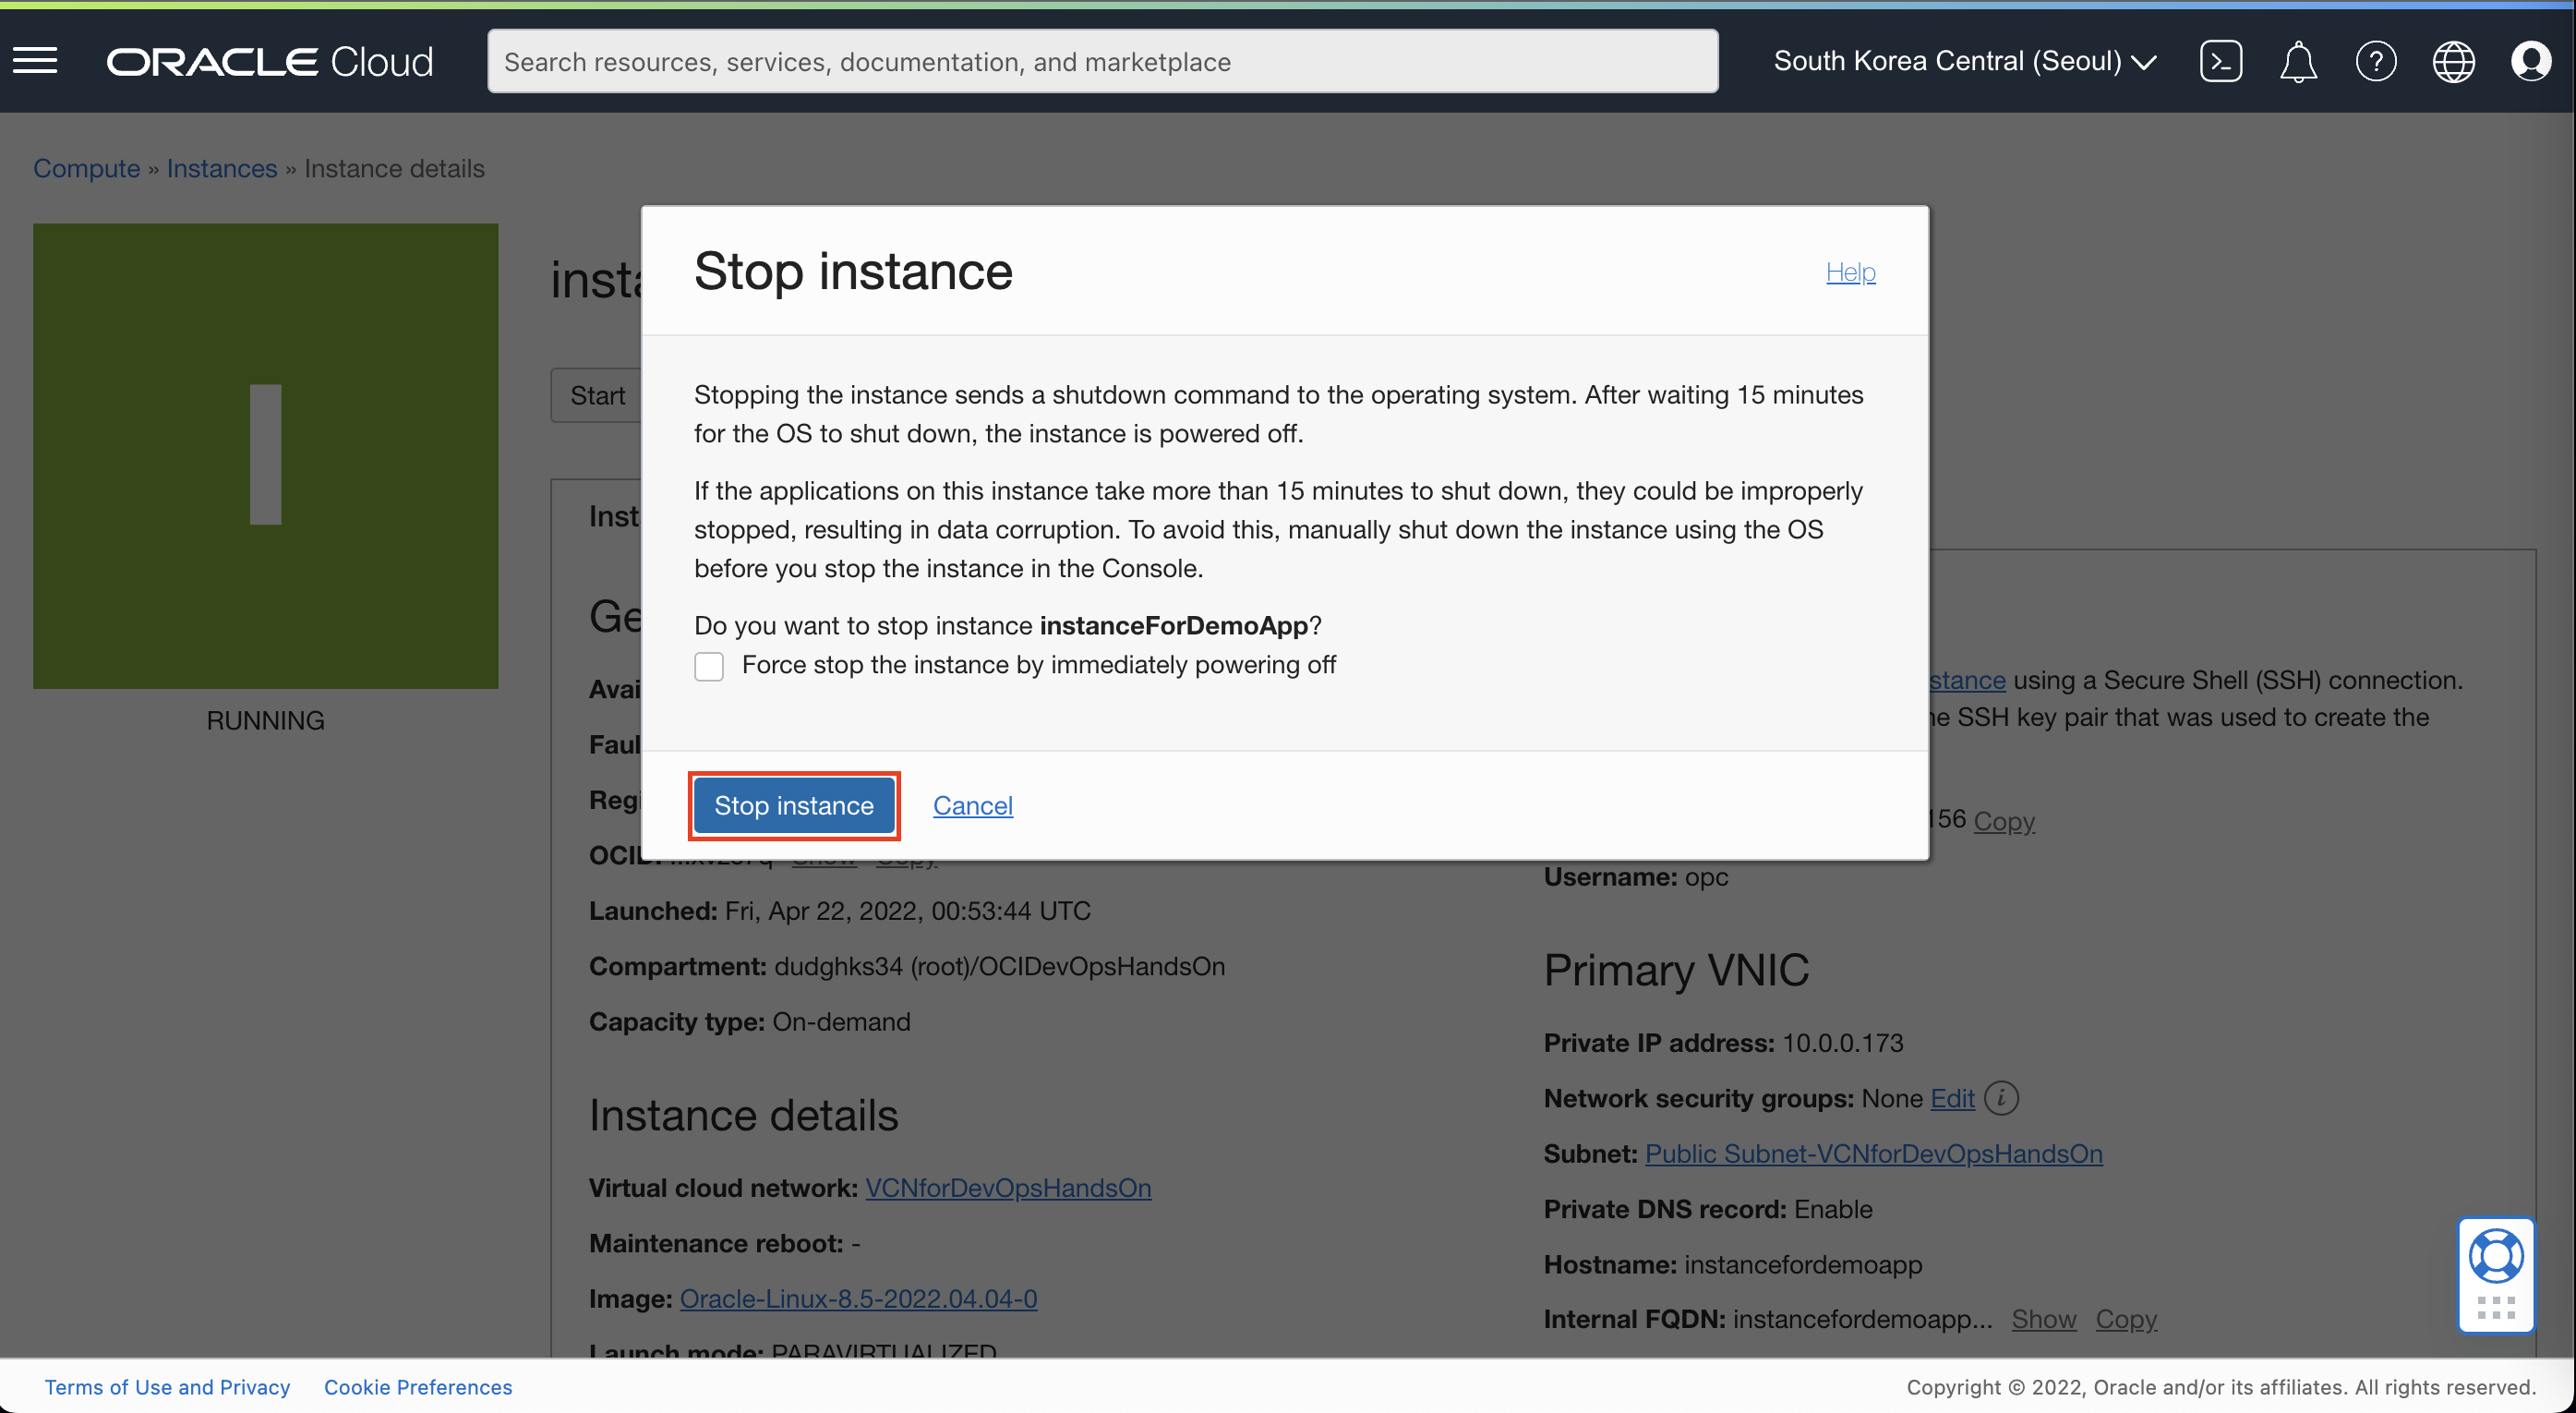 ORACLE Cloud
Search resources, services, documentation, and marketplace
South Korea Central (Seoul)
Compute » Instances » Instance details
I
RUNNING
Start
Stop instance
Help
Stopping the instance sends a shutdown command to the operating system. After waiting 15 minutes
for the OS to shut down, the instance is powered off.
If the applications on this instance take more than 15 minutes to shut down, they could be improperly
stopped, resulting in data corruption. To avoid this, manually shut down the instance using the OS
before you stop the instance in the Console.
Do you want to stop instance instanceForDemoApp?
Force stop the instance by immediately powering off
Stop instance
Cancel
using a Secure Shell (SSH) connection.
SSH key pair that was used to create the
Copy
Username: opc
OCID:
Launched: Fri, Apr 22, 2022, 00:53:44 UTC
Compartment: dudghks34 (root)/OCIDevOpsHandsOn
Capacity type: On-demand
Instance details
Virtual cloud network: VCNforDevOpsHandsOn
Maintenance reboot: -
Image: Oracle-Linux-8.5-2022.04.04-0
Launch mode: PARAVIRTUALIZED
Primary VNIC
Private IP address: 10.0.0.173
Network security groups: None Edit
Subnet: Public Subnet-VCNforDevOpsHandsOn
Private DNS record: Enable
Hostname: instancefordemoapp
Internal FQDN: instancefordemoapp... Show Copy
Terms of Use and Privacy
Cookie Preferences
Copyright © 2022, Oracle and/or its affiliates. All rights reserved.